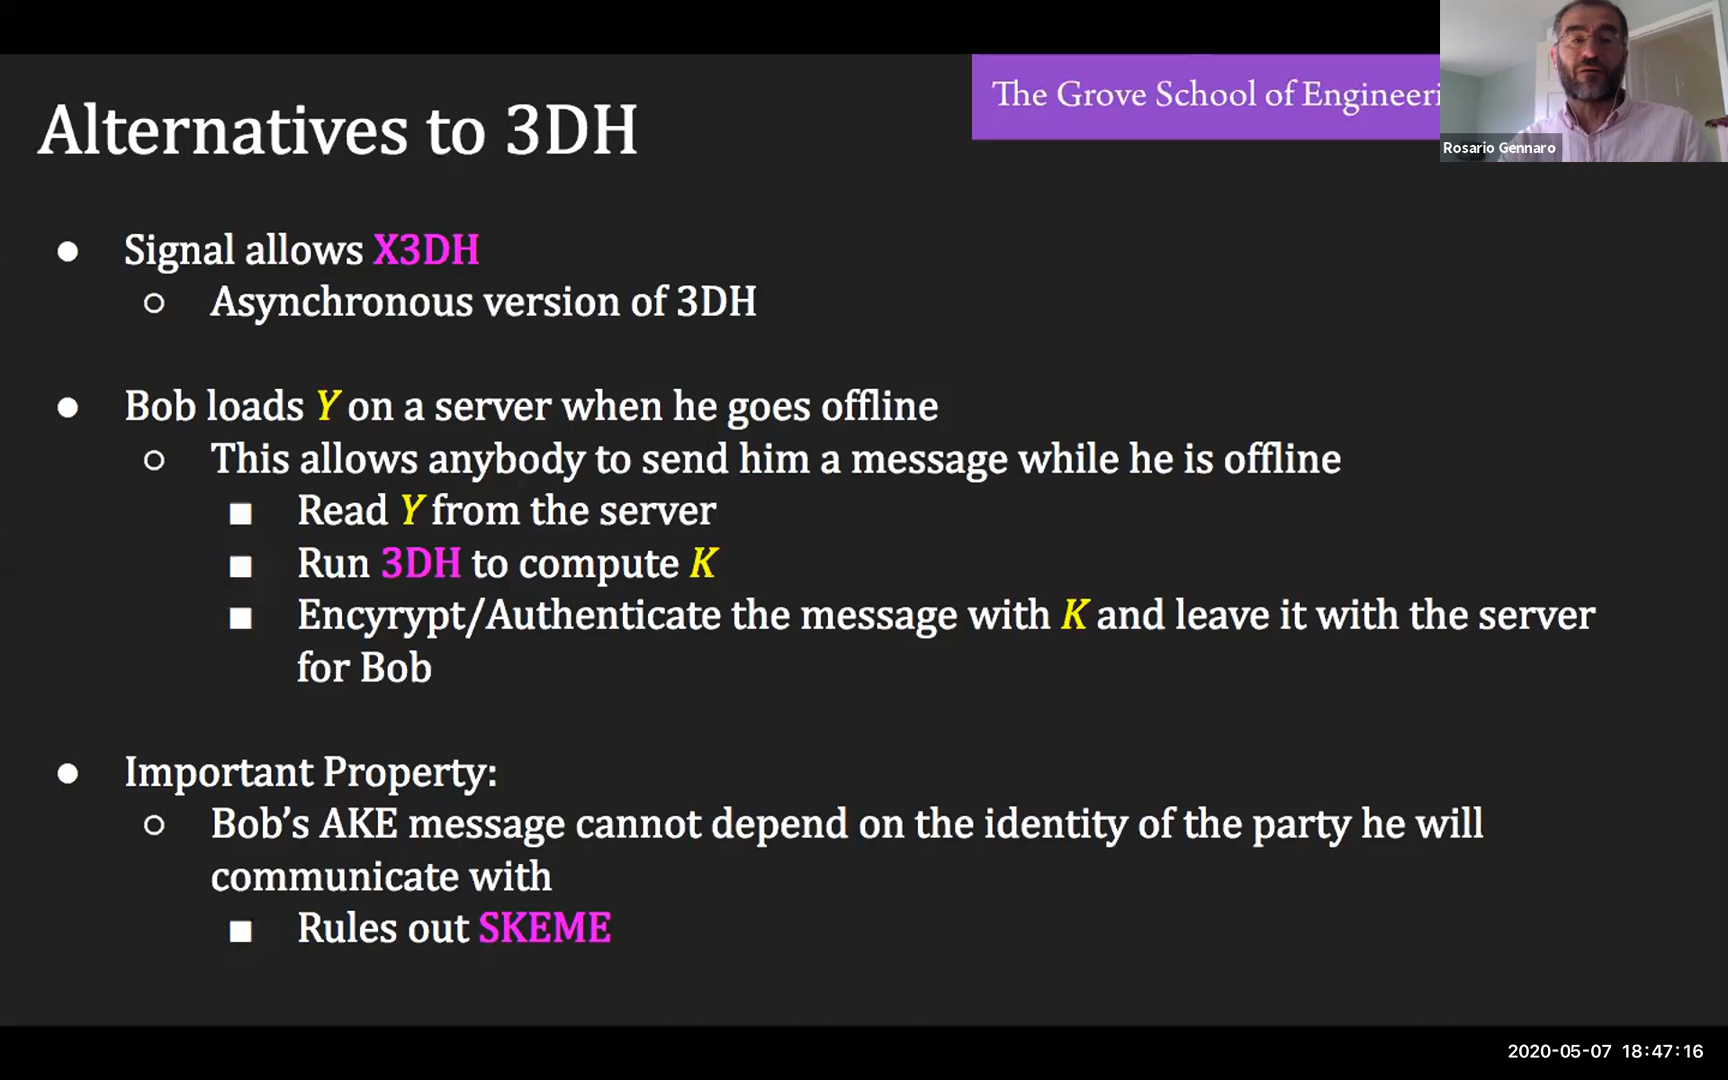 The Grove School of Engineeri
Rosario Gennaro
Alternatives to 3DH
● Signal allows X3DH
○ Asynchronous version of 3DH
● Bob loads Y on a server when he goes offline
○ This allows anybody to send him a message while he is offline
■ Read Y from the server
■ Run 3DH to compute K
■ Encyrypt/Authenticate the message with K and leave it with the server
for Bob
● Important Property:
○ Bob's AKE message cannot depend on the identity of the party he will
communicate with
■ Rules out SKEME
2020-05-07 18:47:16